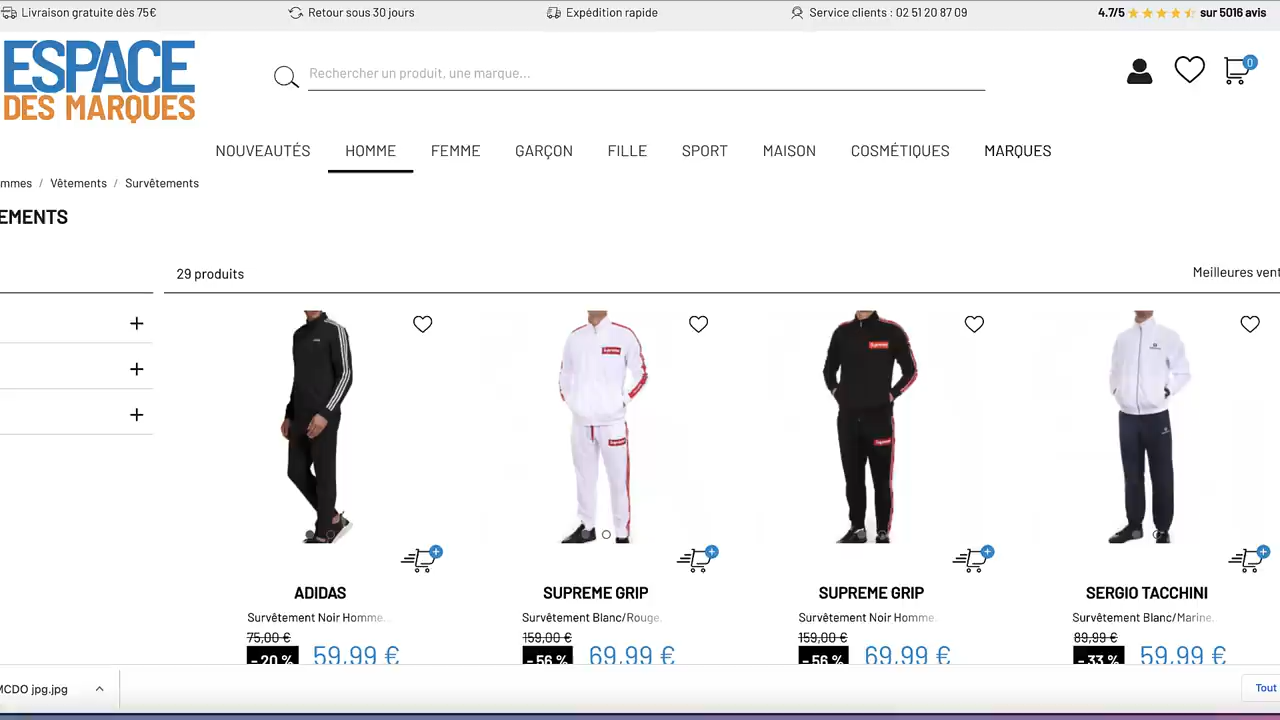 Livraison gratuite dès 75€
Retour sous 30 jours
Expédition rapide
Service clients : 02 51 20 87 09
4.7/5 sur 5016 avis
ESPACE
DES MARQUES
Rechercher un produit, une marque...
0
NOUVEAUTÉS HOMME FEMME GARÇON FILLE SPORT MAISON COSMÉTIQUES MARQUES
mmes / Vêtements / Survêtements
EMENTS
29 produits
Meilleures vent
Supreme
Supreme
Supreme
Supreme
ADIDAS
Survêtement Noir Homme.
75,00 €
- 20 % 59,99 €
SUPREME GRIP
Survêtement Blanc/Rouge.
159,00 €
- 56 % 69,99 €
SUPREME GRIP
Survêtement Noir Homme.
159,00 €
- 56 % 69,99 €
SERGIO TACCHINI
Survêtement Blanc/Marine.
89,99 €
- 33 % 59,99 €
MCDO jpg.jpg
Tout